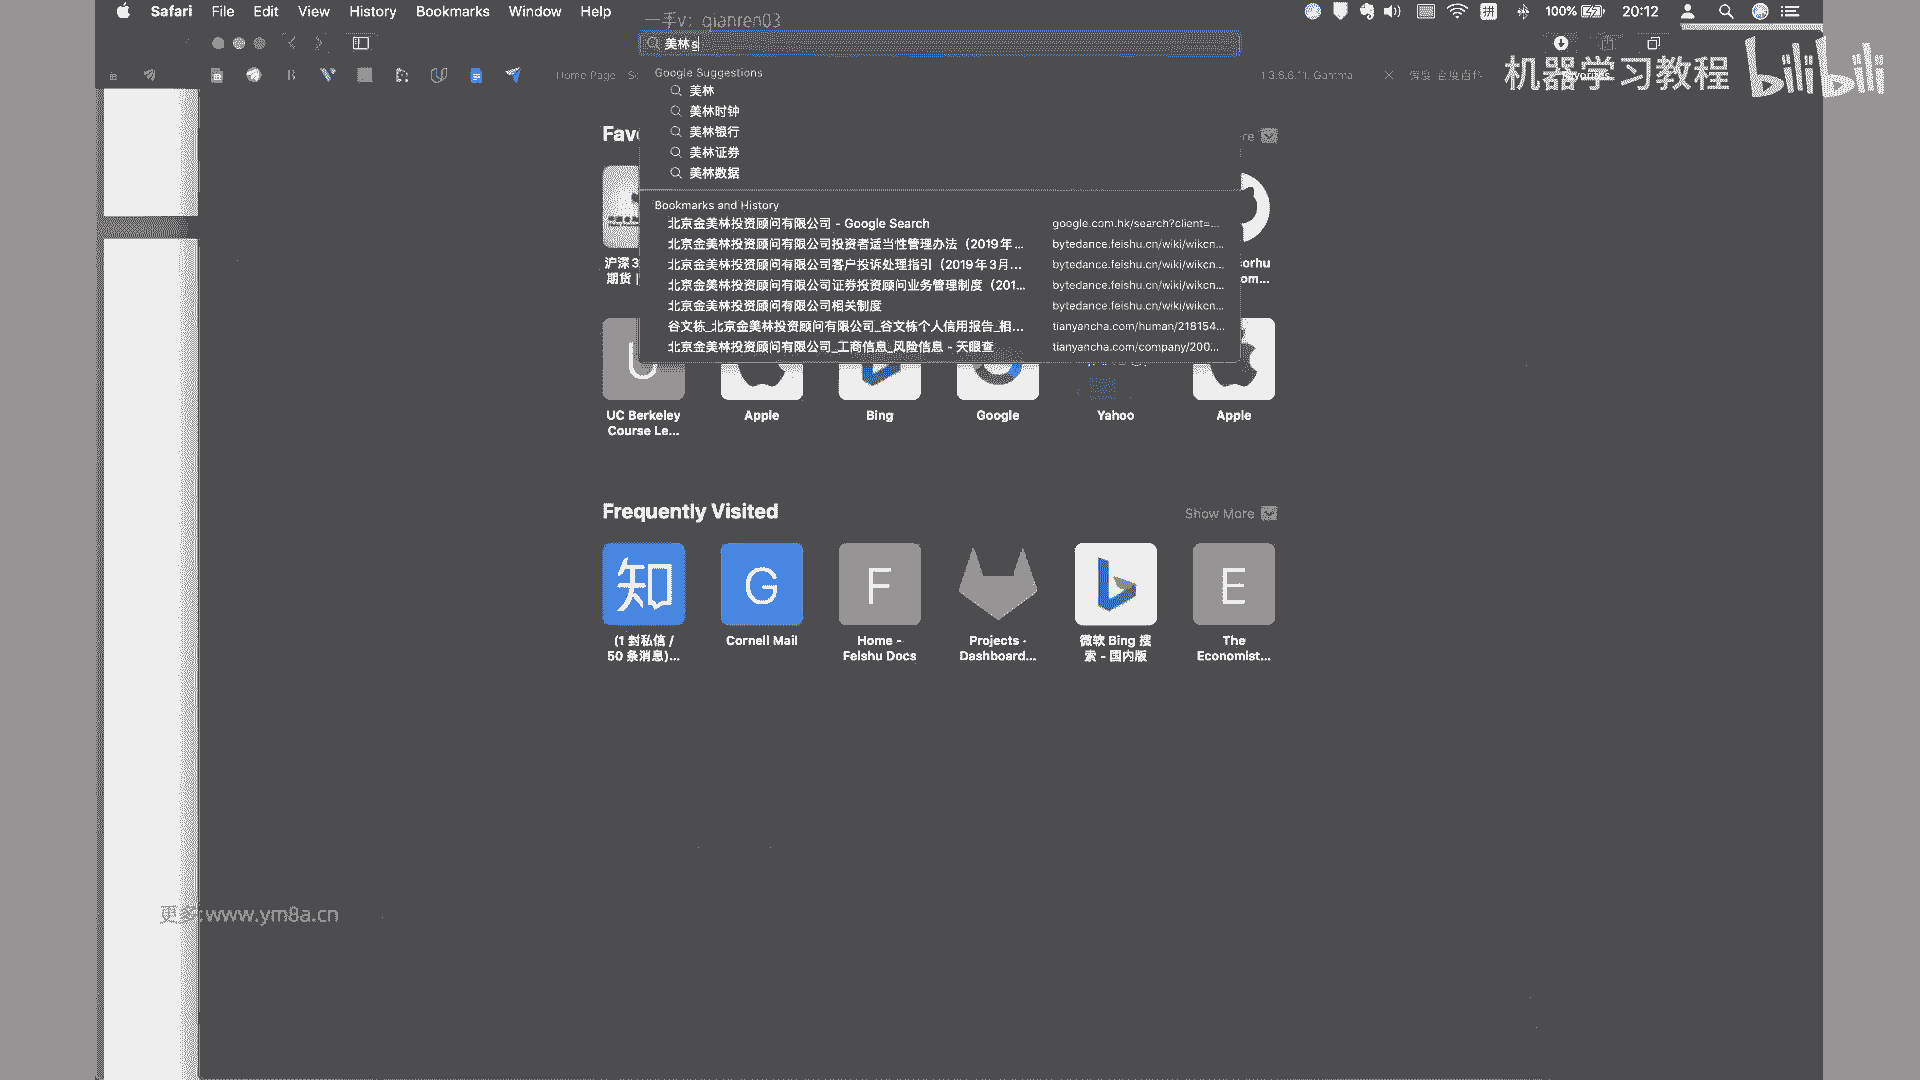 Safari File Edit View History Bookmarks Window Help
100% 20:12
一手v：qianren03
美林s
机器学习教程 bilibili
Home Page
1.3.6.6.11. Gamma
Favorites
Google Suggestions
美林
美林时钟
美林银行
美林证券
美林数据
Bookmarks and History
北京金美林投资顾问有限公司 - Google Search google.com.hk/search?client=...
北京金美林投资顾问有限公司投资者适当性管理办法（2019年... bytedance.feishu.cn/wiki/wikcn...
北京金美林投资顾问有限公司客户投诉处理指引（2019年3月... bytedance.feishu.cn/wiki/wikcn...
北京金美林投资顾问有限公司证券投资顾问业务管理制度（201... bytedance.feishu.cn/wiki/wikcn...
北京金美林投资顾问有限公司相关制度 bytedance.feishu.cn/wiki/wikcn...
谷文栋_北京金美林投资顾问有限公司_谷文栋个人信用报告_相... tianyancha.com/human/218154...
北京金美林投资顾问有限公司_工商信息_风险信息 - 天眼查 tianyancha.com/company/200...
Fav
沪深3
期货 |
UC Berkeley
Course Le...
Apple
Bing
Google
Yahoo
Apple
Frequently Visited
Show More
知
(1 封私信 /
50 条消息)...
G
Cornell Mail
F
Home -
Feishu Docs
Projects ·
Dashboard...
微软 Bing 搜
索 - 国内版
E
The
Economist...
更多:www.ym8a.cn